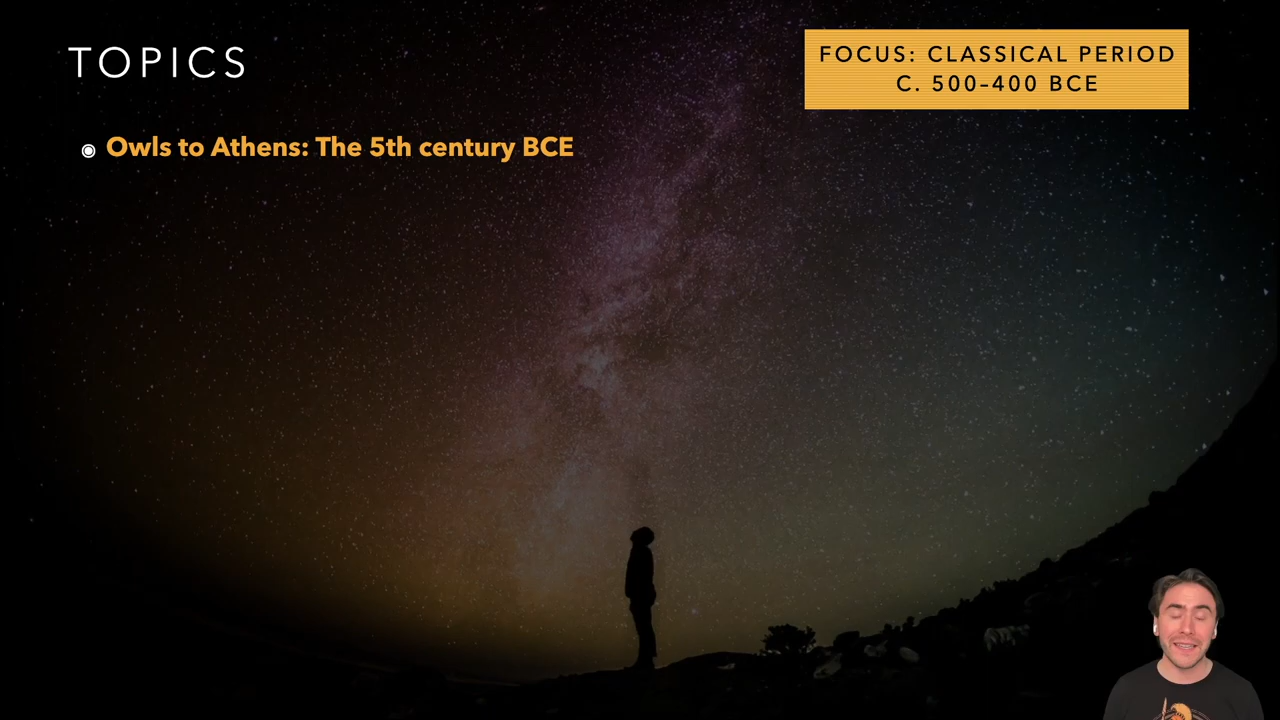 TOPICS
FOCUS: CLASSICAL PERIOD
C. 500–400 BCE
Owls to Athens: The 5th century BCE